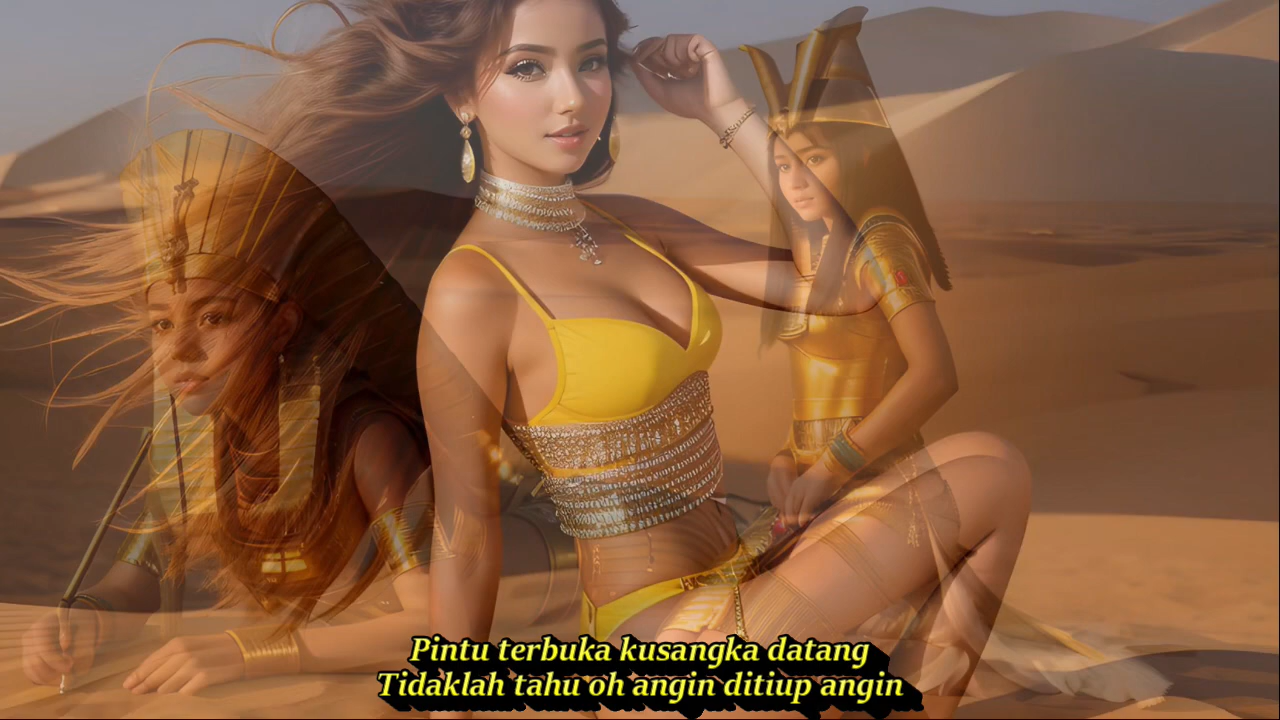 Pintu terbuka kusangka datang
Tidaklah tahu oh angin ditiup angin